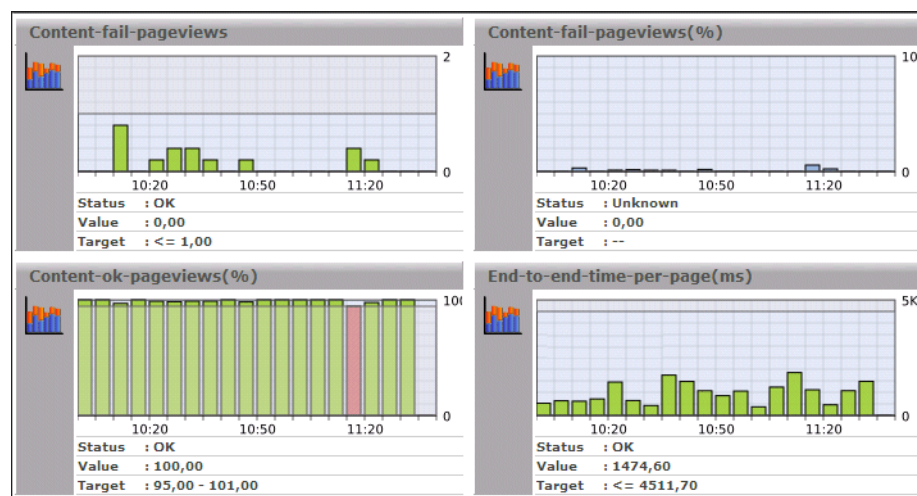 Content-fail-pageviews
2
0
10:20 10:50 11:20
Status : OK
Value : 0,00
Target : <= 1,00
Content-fail-pageviews(%)
10
0
10:20 10:50 11:20
Status : Unknown
Value : 0,00
Target : --
Content-ok-pageviews(%)
100
0
10:20 10:50 11:20
Status : OK
Value : 100,00
Target : 95,00 - 101,00
End-to-end-time-per-page(ms)
5K
0
10:20 10:50 11:20
Status : OK
Value : 1474,60
Target : <= 4511,70